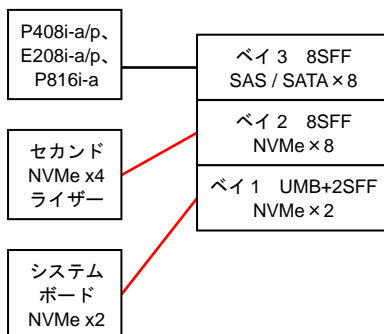 P408i-a/p、
E208i-a/p、
P816i-a
ベイ 3 8SFF
SAS / SATA×8
ベイ 2 8SFF
NVMe×8
ベイ 1 UMB+2SFF
NVMe×2
セカンド
NVMe x4
ライザー
システム
ボード
NVMe x2